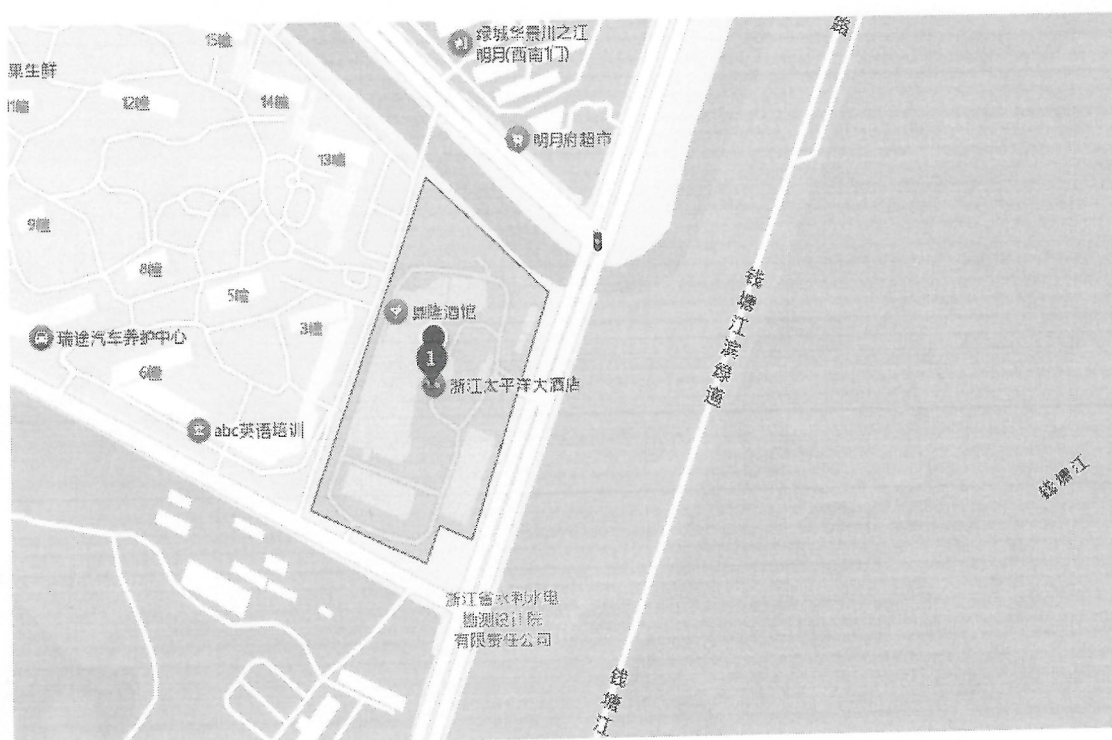 15幢
绿城华景川之江
明月(西南1门)
路
果生鲜
11幢
12幢
14幢
明月府超市
13幢
9幢
8幢
5幢
3幢
鼎隆酒馆
钱塘江滨绿道
瑞途汽车养护中心
1
6幢
浙江太平洋大酒店
abc英语培训
钱塘江
浙江省水利水电
勘测设计院
有限责任公司
钱塘江